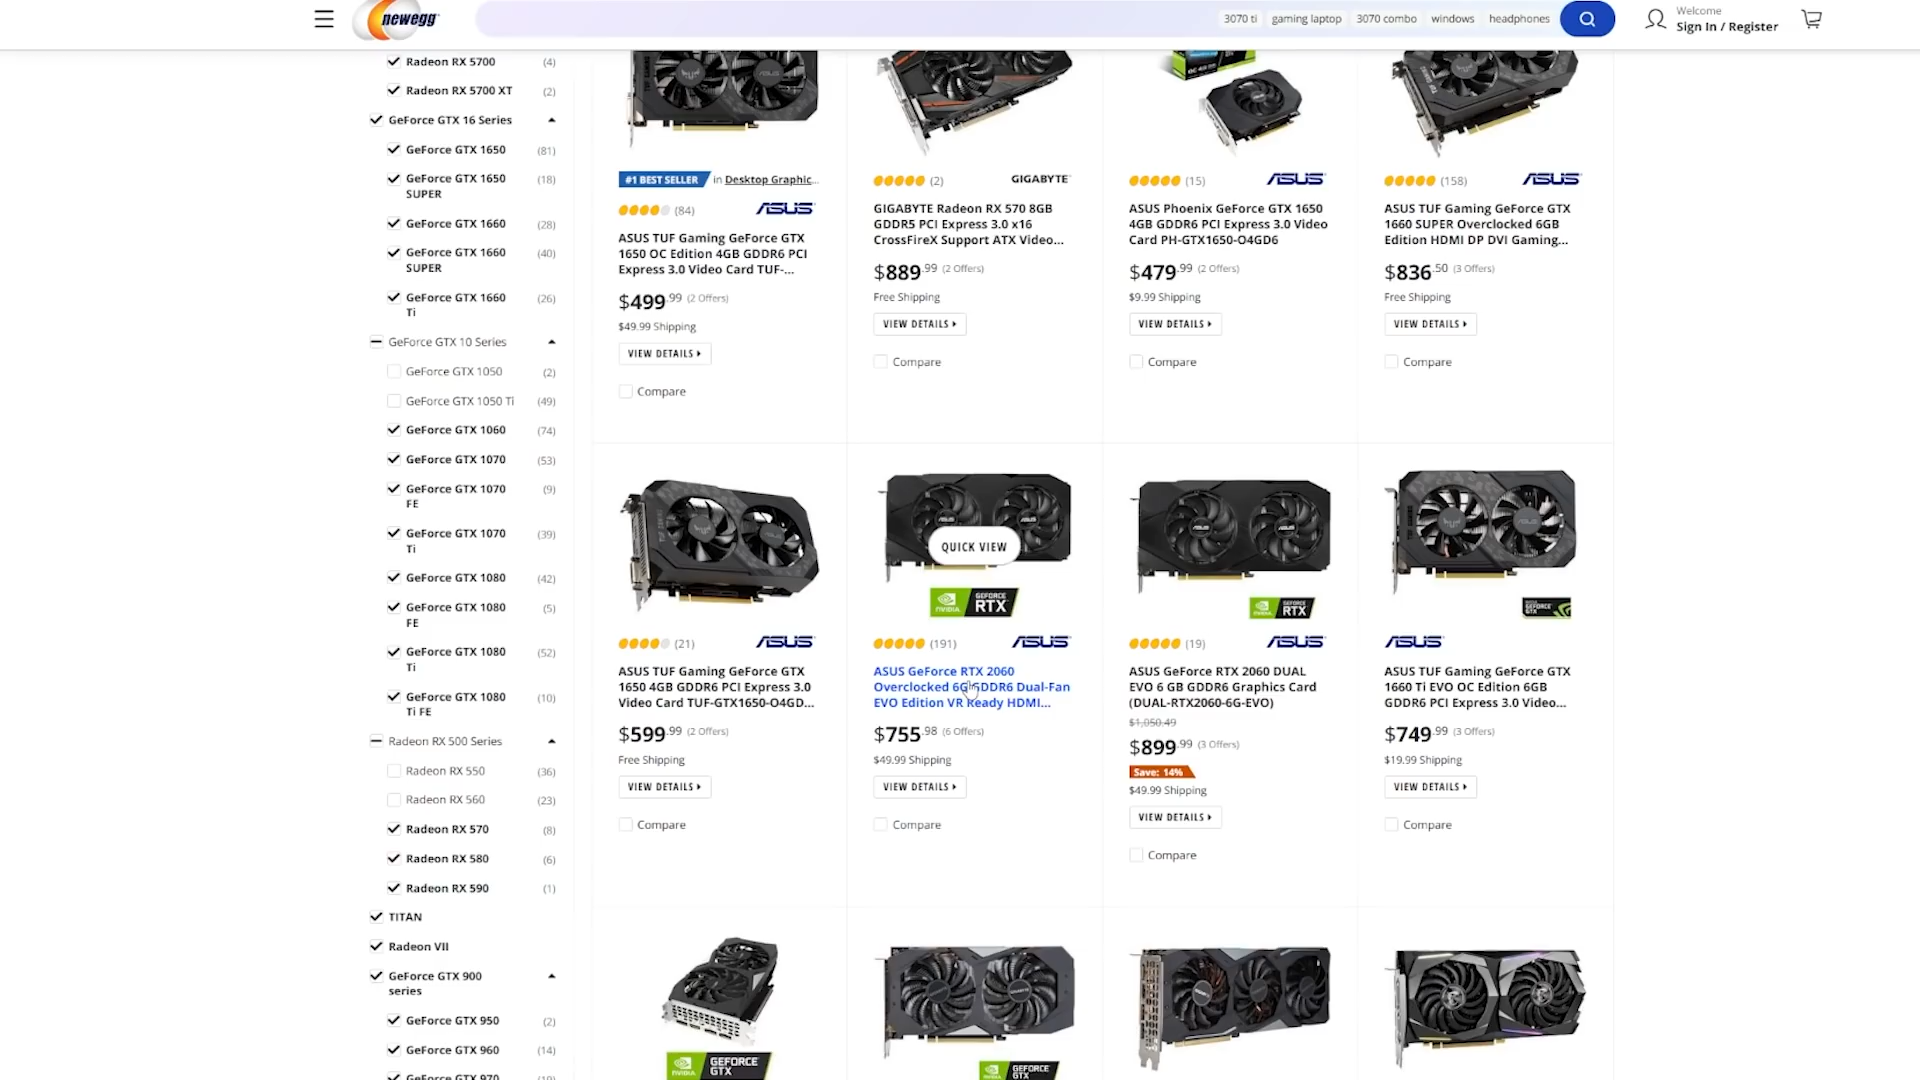 newegg
3070 ti gaming laptop 3070 combo windows headphones
Welcome
Sign In / Register
Radeon RX 5700 (4)
Radeon RX 5700 XT (2)
GeForce GTX 16 Series
GeForce GTX 1650 (81)
GeForce GTX 1650 (18)
SUPER
GeForce GTX 1660 (28)
GeForce GTX 1660 (40)
SUPER
GeForce GTX 1660 (26)
Ti
GeForce GTX 10 Series
GeForce GTX 1050 (2)
GeForce GTX 1050 Ti (49)
GeForce GTX 1060 (74)
GeForce GTX 1070 (53)
GeForce GTX 1070 (9)
FE
GeForce GTX 1070 (39)
Ti
GeForce GTX 1080 (42)
GeForce GTX 1080 (5)
FE
GeForce GTX 1080 (52)
Ti
GeForce GTX 1080 (10)
Ti FE
Radeon RX 500 Series
Radeon RX 550 (36)
Radeon RX 560 (23)
Radeon RX 570 (8)
Radeon RX 580 (6)
Radeon RX 590 (1)
TITAN
Radeon VII
GeForce GTX 900
series
GeForce GTX 950 (2)
GeForce GTX 960 (14)
GeForce GTX 970
#1 BEST SELLER in Desktop Graphic...
(84) ASUS
ASUS TUF Gaming GeForce GTX
1650 OC Edition 4GB GDDR6 PCI
Express 3.0 Video Card TUF-...
$499.99 (2 Offers)
$49.99 Shipping
VIEW DETAILS
Compare
(2) GIGABYTE
GIGABYTE Radeon RX 570 8GB
GDDR5 PCI Express 3.0 x16
CrossFireX Support ATX Video...
$889.99 (2 Offers)
Free Shipping
VIEW DETAILS
Compare
(15) ASUS
ASUS Phoenix GeForce GTX 1650
4GB GDDR6 PCI Express 3.0 Video
Card PH-GTX1650-O4GD6
$479.99 (2 Offers)
$9.99 Shipping
VIEW DETAILS
Compare
(158) ASUS
ASUS TUF Gaming GeForce GTX
1660 SUPER Overclocked 6GB
Edition HDMI DP DVI Gaming...
$836.50 (3 Offers)
Free Shipping
VIEW DETAILS
Compare
(21) ASUS
ASUS TUF Gaming GeForce GTX
1650 4GB GDDR6 PCI Express 3.0
Video Card TUF-GTX1650-O4GD...
$599.99 (2 Offers)
Free Shipping
VIEW DETAILS
Compare
QUICK VIEW
NVIDIA GEFORCE RTX
(191) ASUS
ASUS GeForce RTX 2060
Overclocked 6G GDDR6 Dual-Fan
EVO Edition VR Ready HDMI...
$755.98 (6 Offers)
$49.99 Shipping
VIEW DETAILS
Compare
NVIDIA GEFORCE RTX
(19) ASUS
ASUS GeForce RTX 2060 DUAL
EVO 6 GB GDDR6 Graphics Card
(DUAL-RTX2060-6G-EVO)
$1,050.49
$899.99 (3 Offers)
Save: 14%
$49.99 Shipping
VIEW DETAILS
Compare
GEFORCE GTX
ASUS
ASUS TUF Gaming GeForce GTX
1660 Ti EVO OC Edition 6GB
GDDR6 PCI Express 3.0 Video...
$749.99 (3 Offers)
$19.99 Shipping
VIEW DETAILS
Compare
NVIDIA GEFORCE GTX
NVIDIA GEFORCE